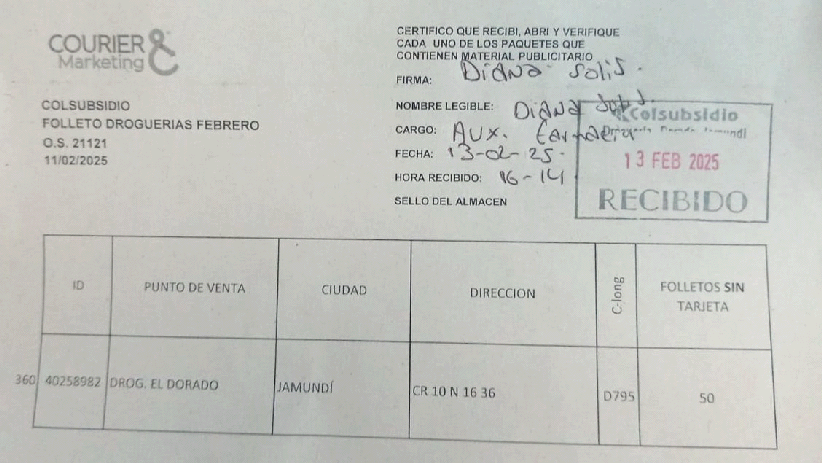 COURIER &
Marketing
COLSUBSIDIO
FOLLETO DROGUERIAS FEBRERO
O.S. 21121
11/02/2025
CERTIFICO QUE RECIBI, ABRI Y VERIFIQUE
CADA UNO DE LOS PAQUETES QUE
CONTIENEN MATERIAL PUBLICITARIO
FIRMA: Diana Solis.
NOMBRE LEGIBLE: Diana Solis.
CARGO: Aux.
FECHA: 13-02-25.
HORA RECIBIDO: 16-14
SELLO DEL ALMACEN
Colsubsidio
13 FEB 2025
RECIBIDO
ID PUNTO DE VENTA CIUDAD DIRECCION C-long FOLLETOS SIN
TARJETA
360 40258982 DROG. EL DORADO JAMUNDÍ CR 10 N 16 36 D795 50